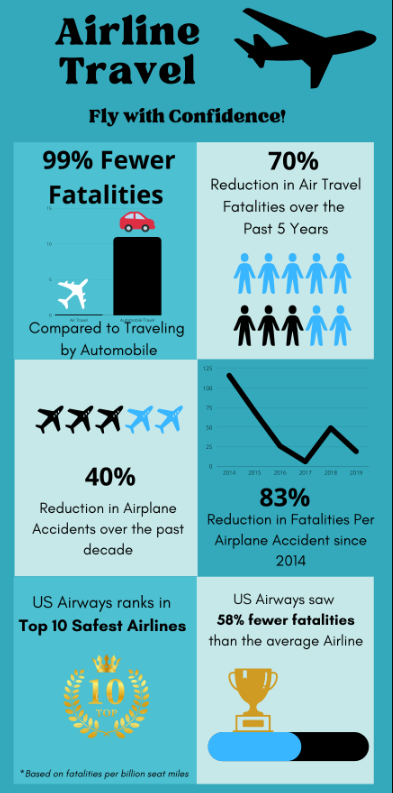 Airline
Travel
Fly with Confidence!
99% Fewer
Fatalities
15
10
5
0
Air Travel
Automobile Travel
Compared to Traveling
by Automobile
70%
Reduction in Air Travel
Fatalities over the
Past 5 Years
40%
Reduction in Airplane
Accidents over the past
decade
125
100
75
50
25
0
2014 2015 2016 2017 2018 2019
83%
Reduction in Fatalities Per
Airplane Accident since
2014
US Airways ranks in
Top 10 Safest Airlines
10
TOP
*Based on fatalities per billion seat miles
US Airways saw
58% fewer fatalities
than the average Airline